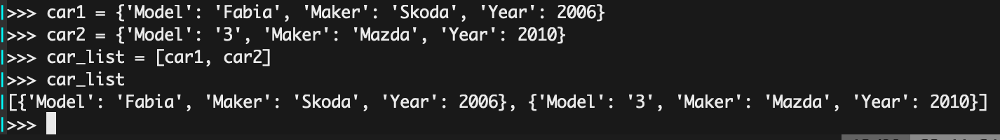 >>> car1 = {'Model': 'Fabia', 'Maker': 'Skoda', 'Year': 2006}
>>> car2 = {'Model': '3', 'Maker': 'Mazda', 'Year': 2010}
>>> car_list = [car1, car2]
>>> car_list
[{'Model': 'Fabia', 'Maker': 'Skoda', 'Year': 2006}, {'Model': '3', 'Maker': 'Mazda', 'Year': 2010}]
>>>